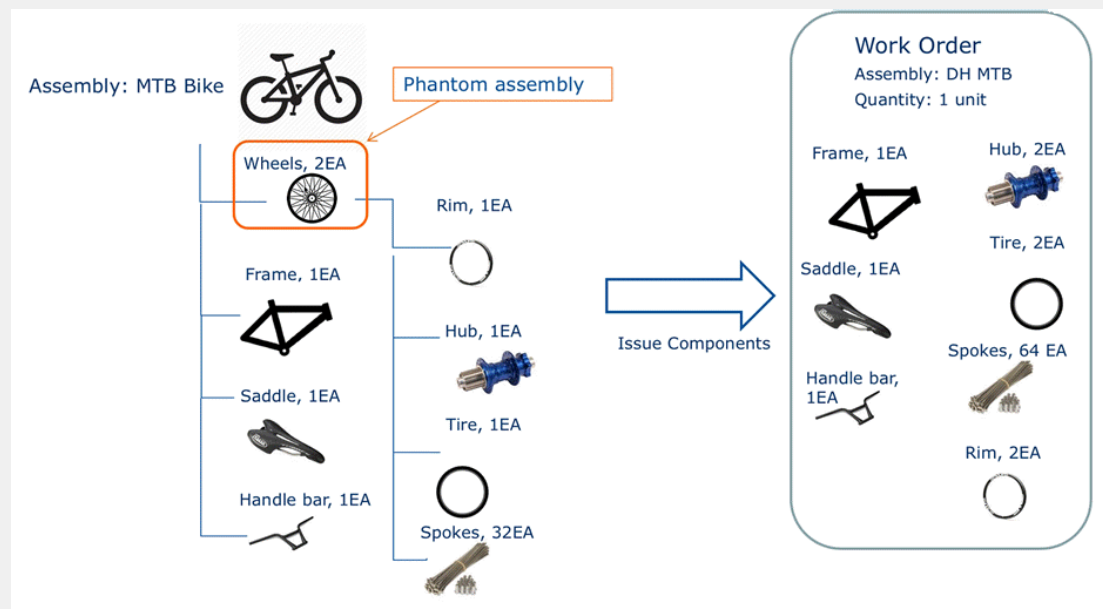 Assembly: MTB Bike
Phantom assembly
Wheels, 2EA
Frame, 1EA
Saddle, 1EA
Handle bar, 1EA
Rim, 1EA
Hub, 1EA
Tire, 1EA
Spokes, 32EA
Issue Components
Work Order
Assembly: DH MTB
Quantity: 1 unit
Frame, 1EA
Saddle, 1EA
Handle bar,
1EA
Hub, 2EA
Tire, 2EA
Spokes, 64 EA
Rim, 2EA